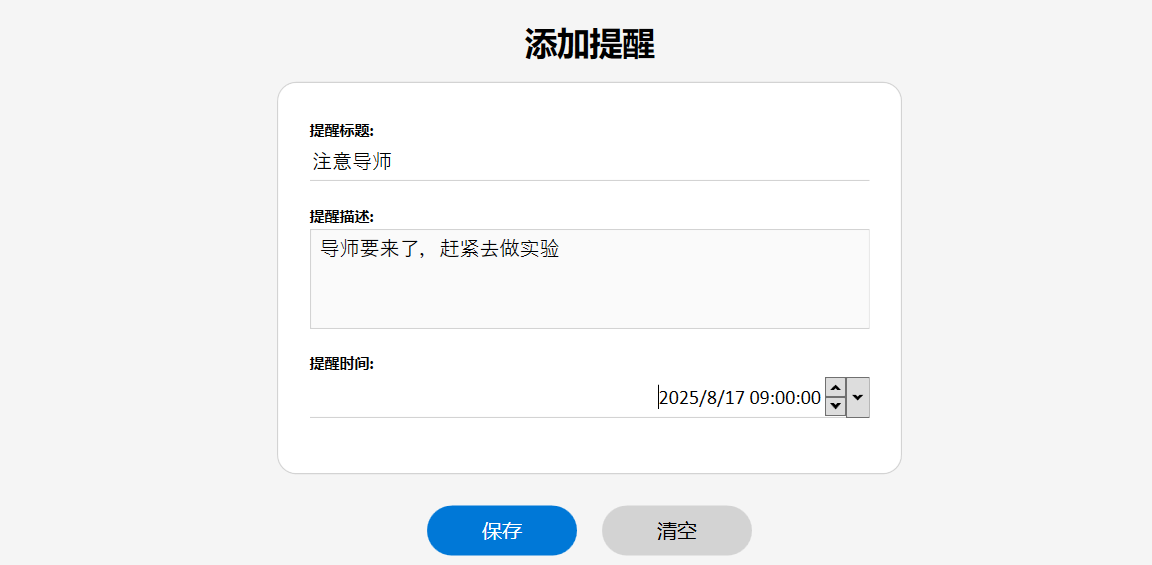 添加提醒
提醒标题:
注意导师
提醒描述:
导师要来了，赶紧去做实验
提醒时间:
2025/8/17 09:00:00
保存
清空